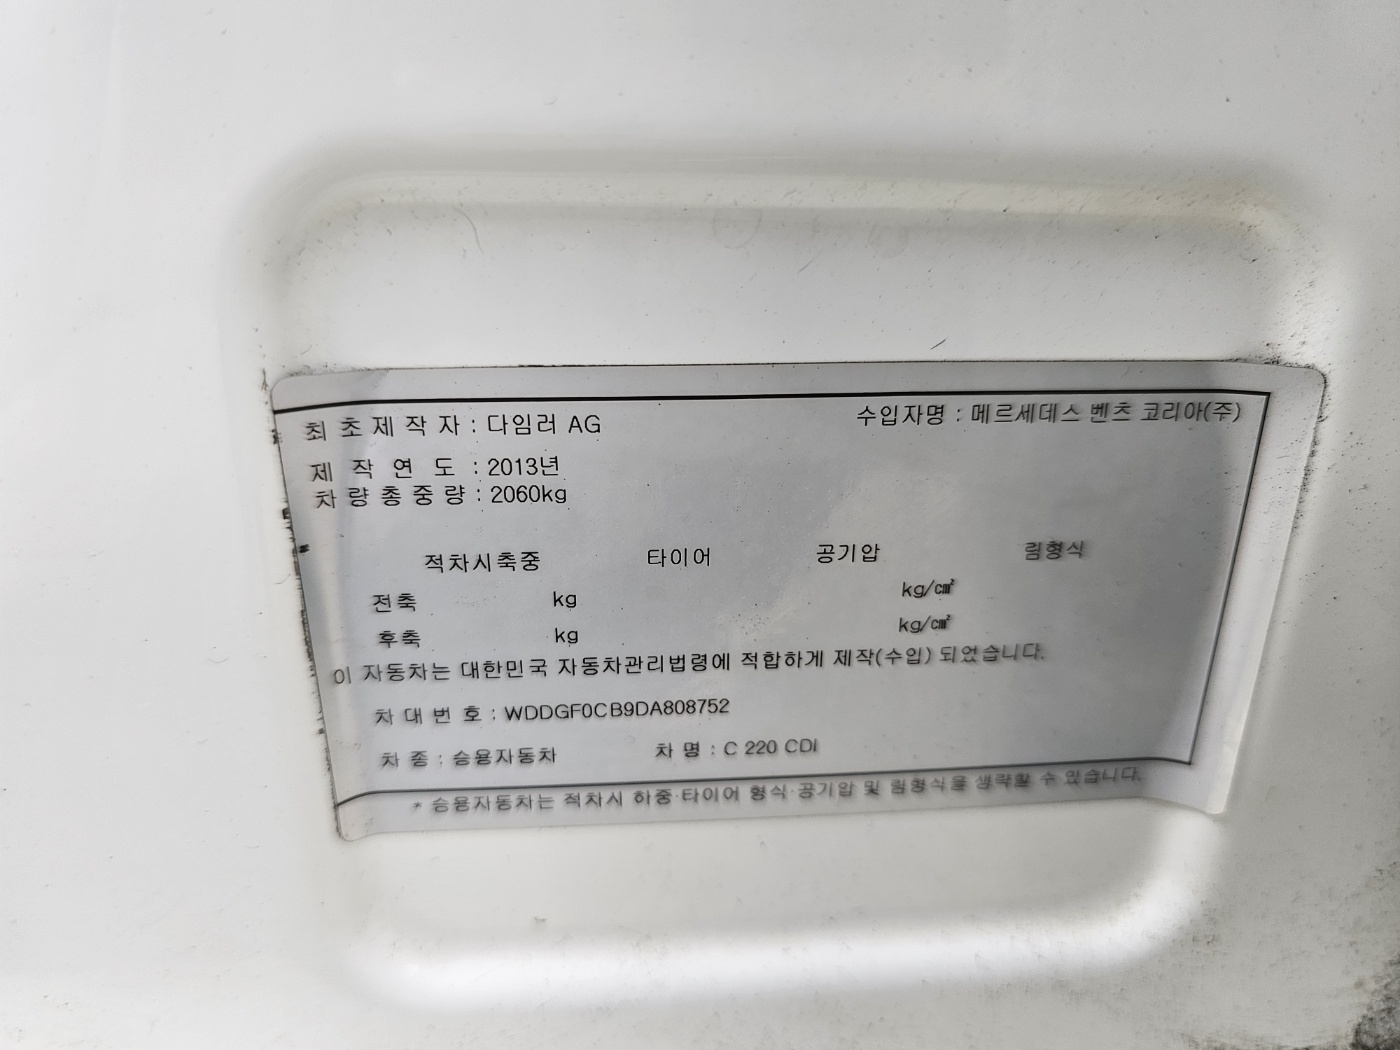 최초제작자 : 다임러 AG 수입자명 : 메르세데스 벤츠 코리아(주)
제작연도 : 2013년
차량총중량 : 2060kg
적차시축중 타이어 공기압 림형식
전축 kg kg/㎠
후축 kg kg/㎠
이 자동차는 대한민국 자동차관리법령에 적합하게 제작(수입) 되었습니다.
차대번호 : WDDGF0CB9DA808752
차종 : 승용자동차 차명 : C 220 CDI
* 승용자동차는 적차시 하중·타이어 형식·공기압 및 림형식을 생략할 수 있습니다.